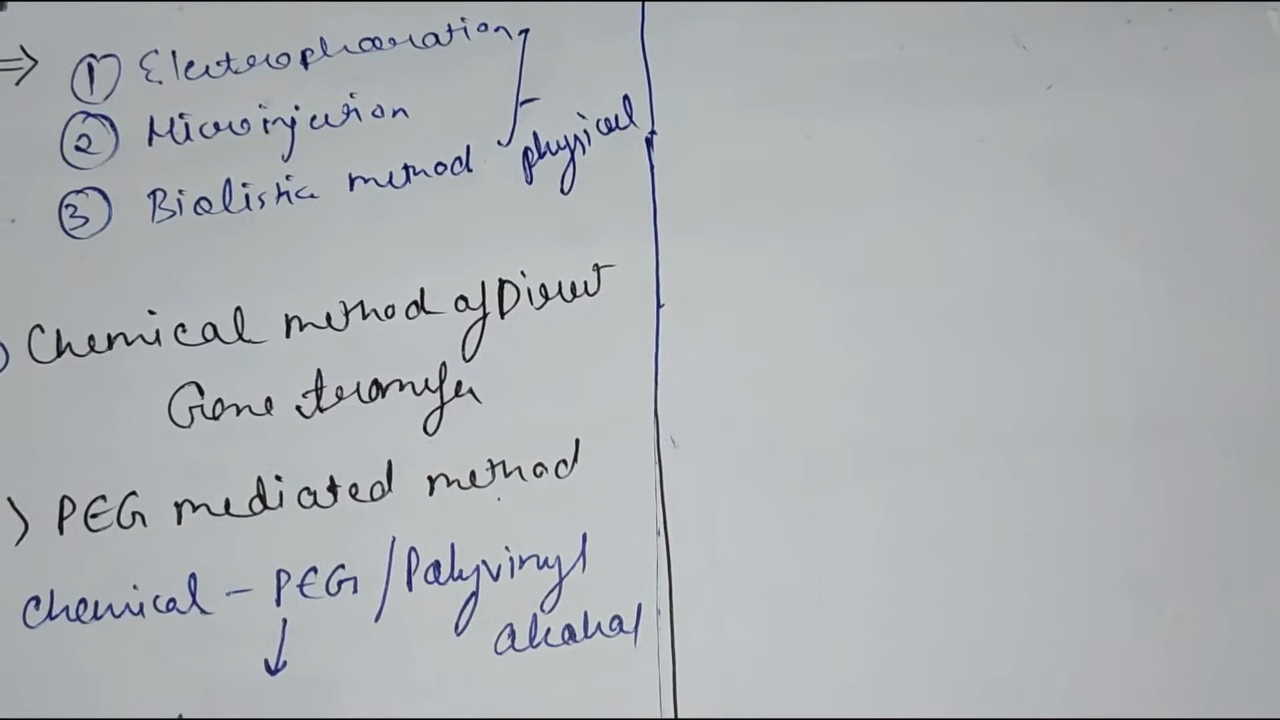 ⇒ ① Electrophoration
② Microinjection
③ Biolistic method
physical
Chemical method of Direct
Gene transfer
> PEG mediated method
Chemical - PEG / Polyvinyl
alcohol
↓